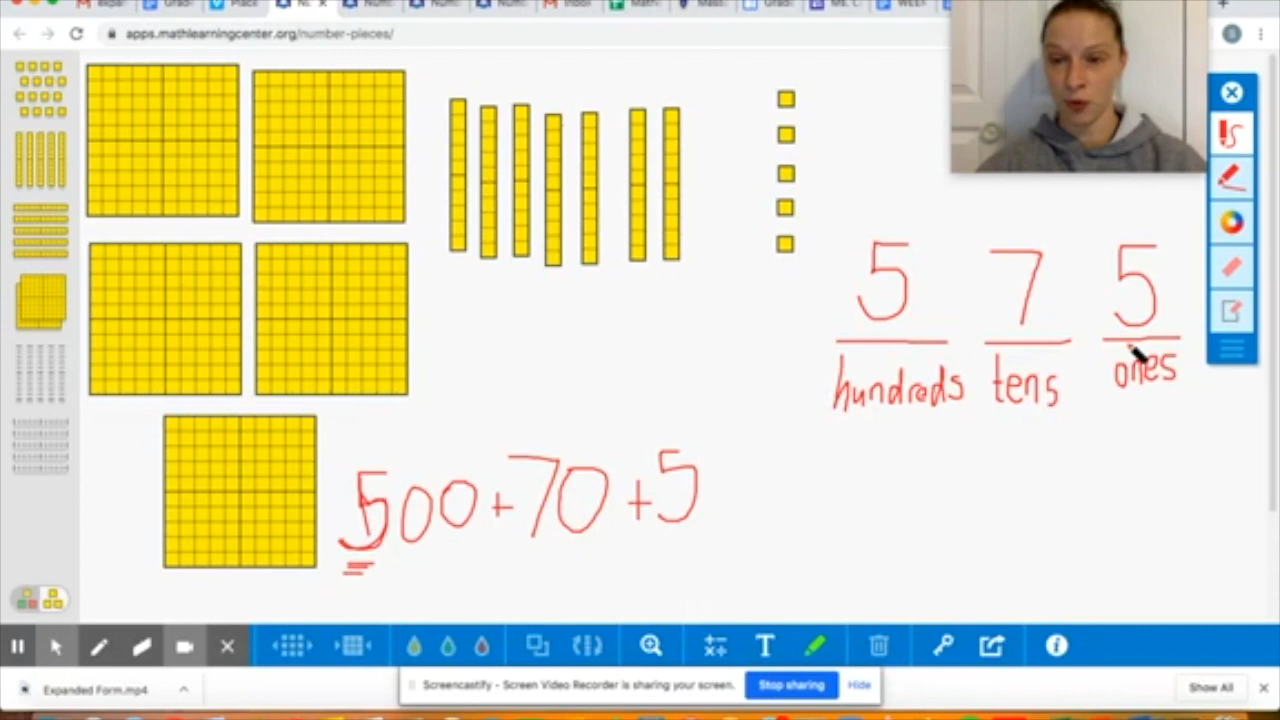 Place
apps.mathlearningcenter.org/number-pieces/
5 7 5
hundreds tens ones
500+70+5
T
Expanded Form.mp4
Screencastify - Screen Video Recorder is sharing your screen.
Stop sharing
Hide
Show All